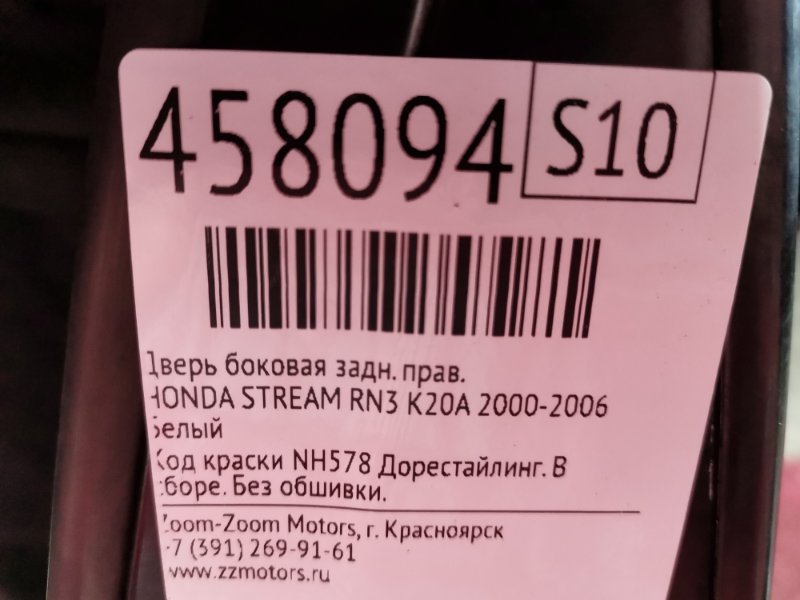 458094 S10
Дверь боковая задн. прав.
HONDA STREAM RN3 K20A 2000-2006
Белый
Код краски NH578 Дорестайлинг. В
сборе. Без обшивки.
Zoom-Zoom Motors, г. Красноярск
+7 (391) 269-91-61
www.zzmotors.ru